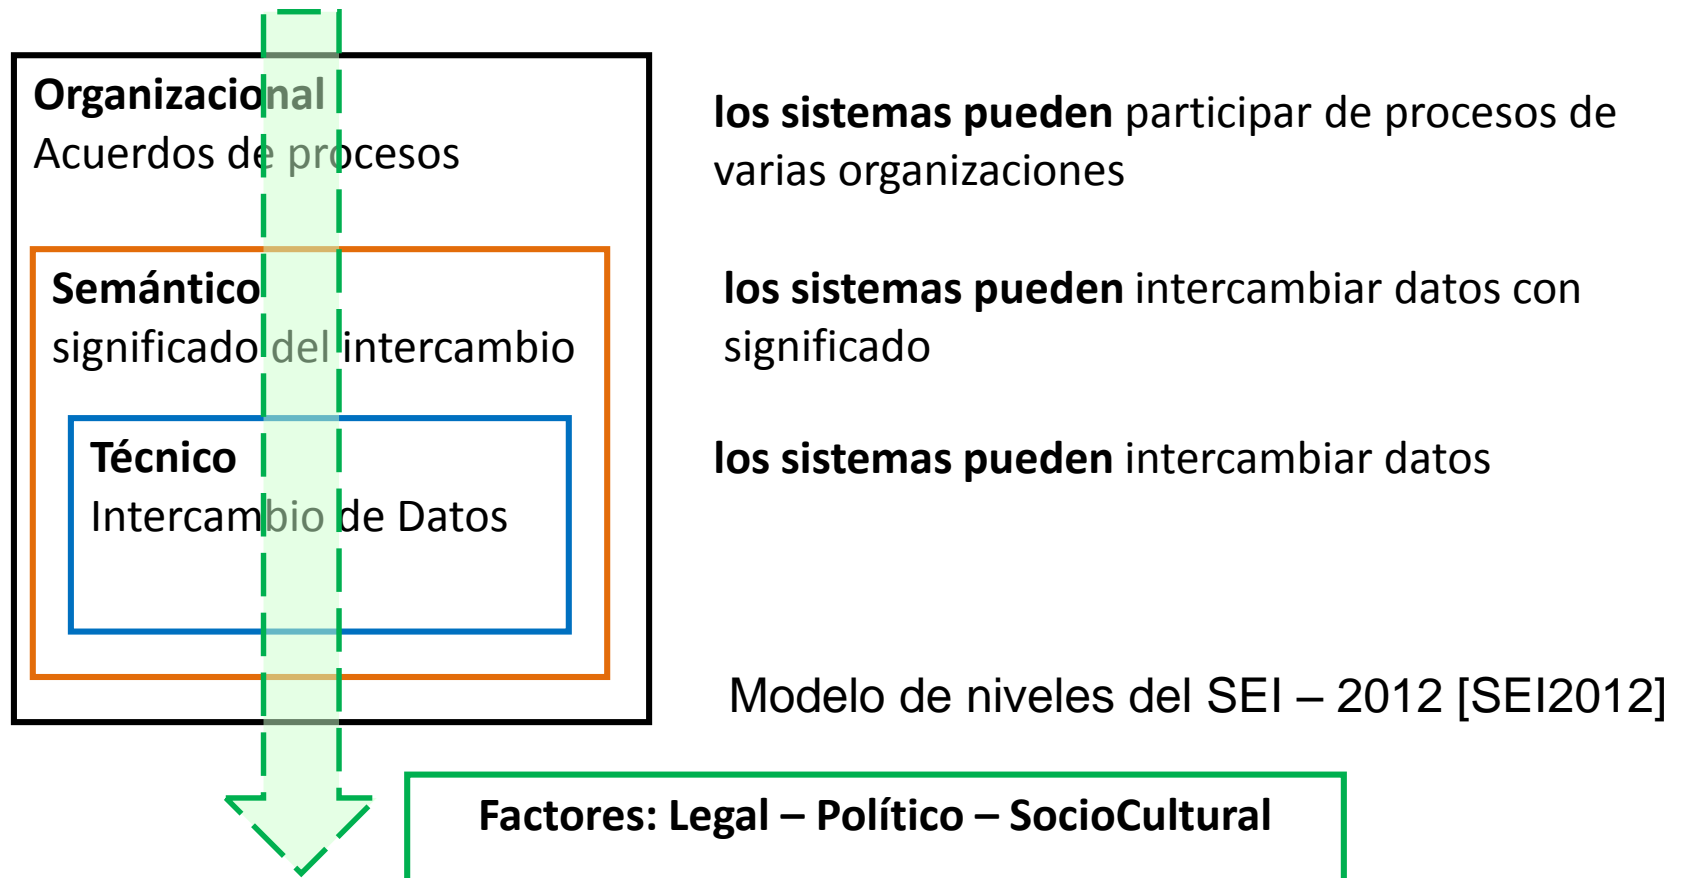 Organizacional
Acuerdos de procesos
los sistemas pueden participar de procesos de
varias organizaciones
Semántico
significado del intercambio
los sistemas pueden intercambiar datos con
significado
Técnico
Intercambio de Datos
los sistemas pueden intercambiar datos
Modelo de niveles del SEI – 2012 [SEI2012]
Factores: Legal – Político – SocioCultural